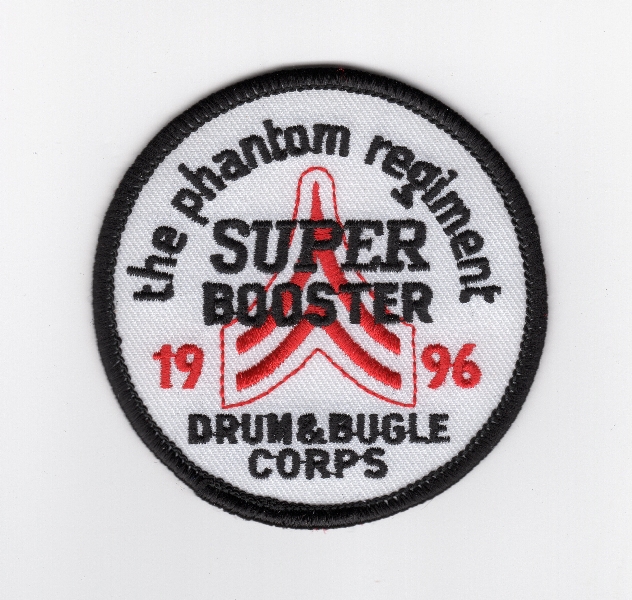 the phantom regiment
SUPER
BOOSTER
19 96
DRUM & BUGLE
CORPS